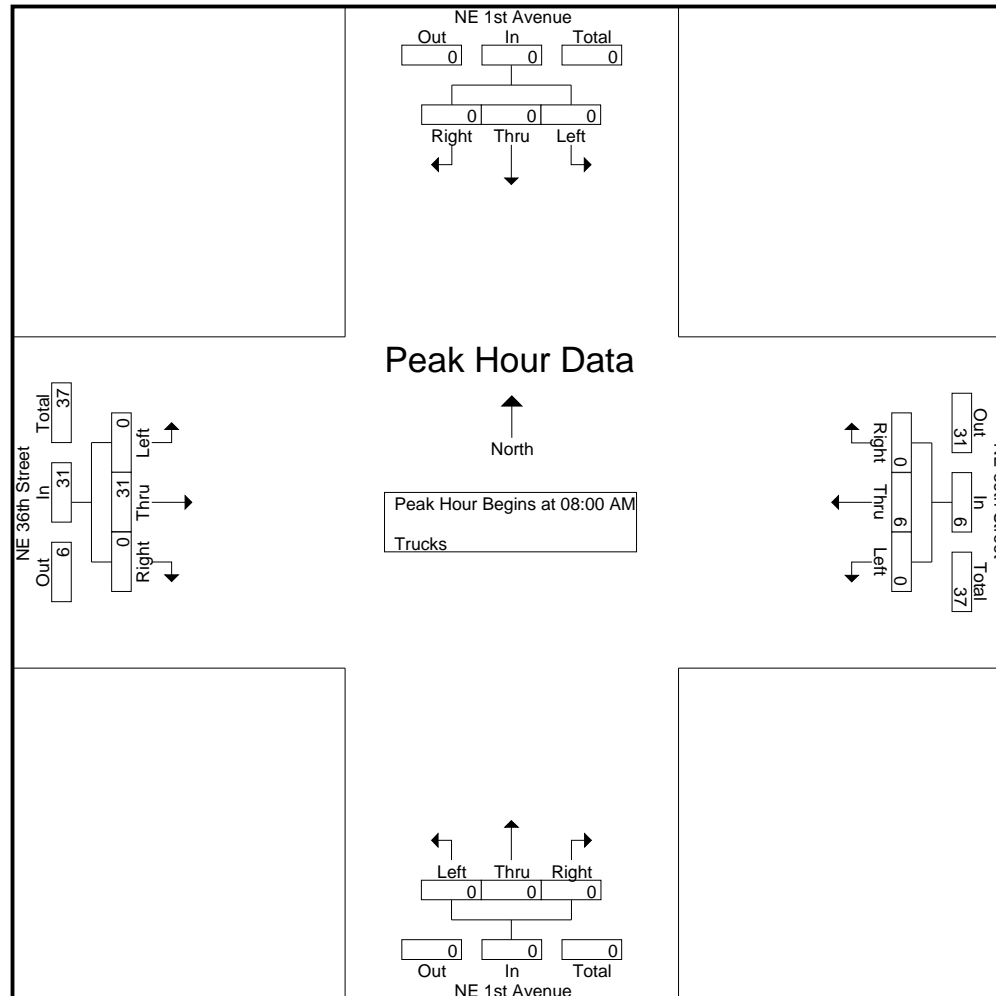 NE 1st Avenue
Out In Total
0 0 0
0 0 0
Right Thru Left
Peak Hour Data
North
Peak Hour Begins at 08:00 AM
Trucks
NE 36th Street
Total In Out
37 31 6
0 31 0
Left Thru Right
Right Thru Left
0 6 0
Out In Total
31 6 37
Left Thru Right
0 0 0
0 0 0
Out In Total
NE 1st Avenue